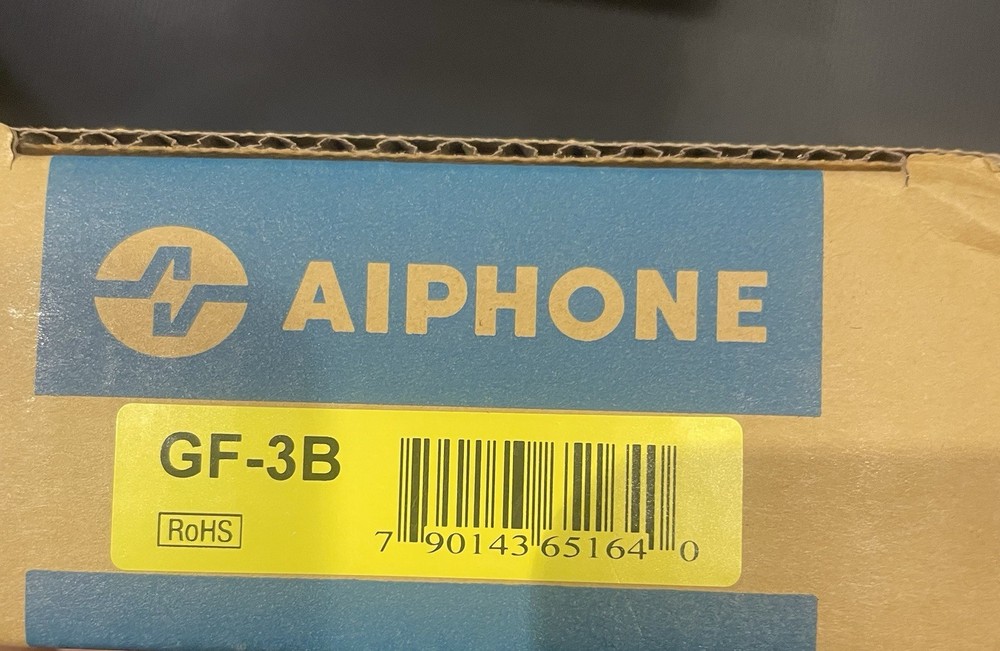 AIPHONE
GF-3B
RoHS
7 90143 65164 0